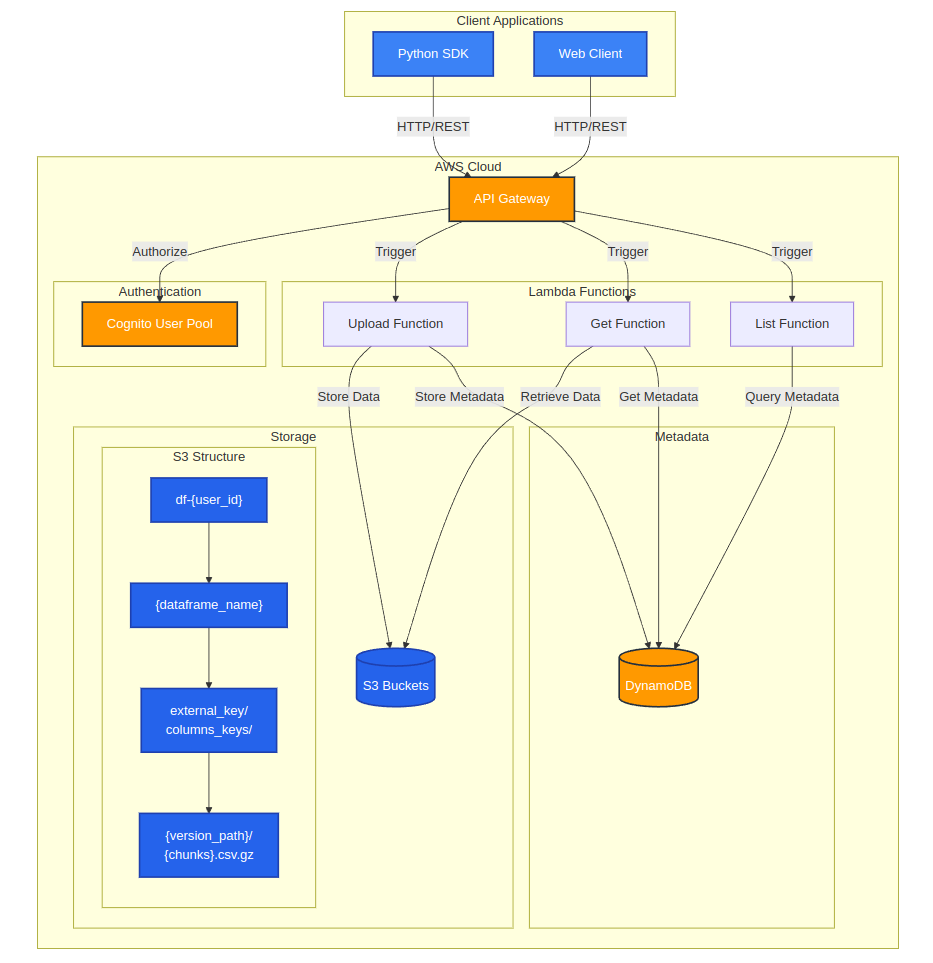 Client Applications
Python SDK
Web Client
HTTP/REST
HTTP/REST
AWS Cloud
API Gateway
Authorize
Trigger
Trigger
Trigger
Authentication
Lambda Functions
Cognito User Pool
Upload Function
Get Function
List Function
Store Data
Store Metadata
Retrieve Data
Get Metadata
Query Metadata
Storage
Metadata
S3 Structure
df-{user_id}
{dataframe_name}
S3 Buckets
DynamoDB
external_key/
columns_keys/
{version_path}/
{chunks}.csv.gz